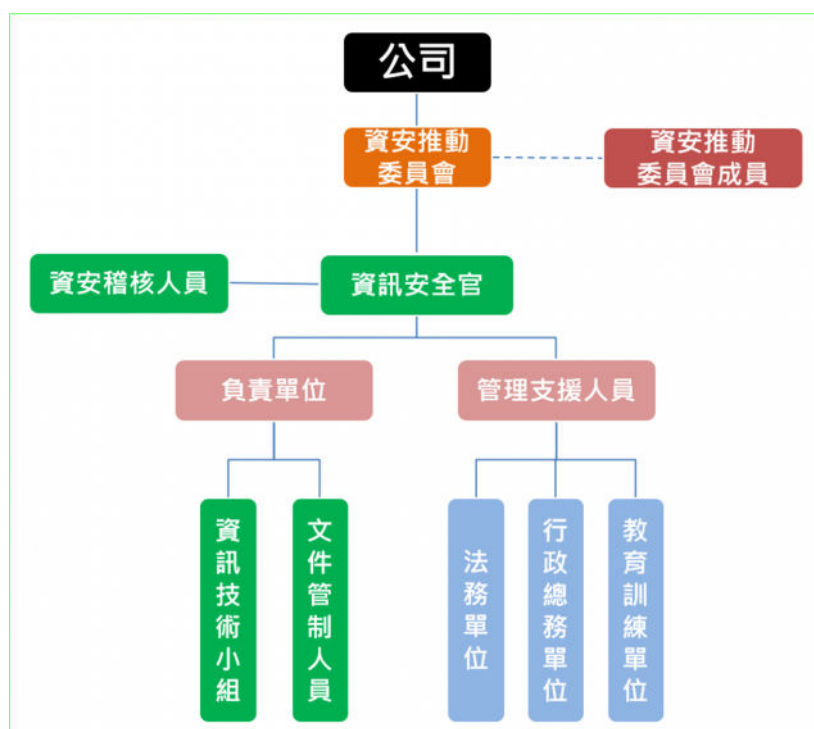 公司
資安推動
委員會
資安推動
委員會成員
資安稽核人員
資訊安全官
負責單位
管理支援人員
資訊技術小組
文件管制人員
法務單位
行政總務單位
教育訓練單位